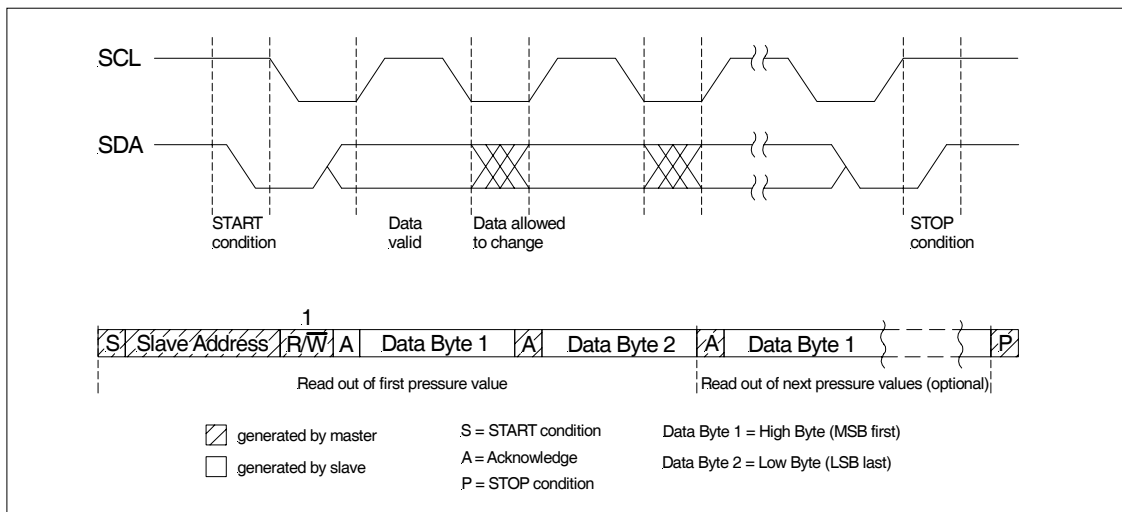 SCL
SDA
START
condition
Data
valid
Data allowed
to change
STOP
condition
1
S Slave Address R/W̅ A Data Byte 1 A Data Byte 2 A Data Byte 1 P
Read out of first pressure value
Read out of next pressure values (optional)
generated by master
generated by slave
S = START condition
A = Acknowledge
P = STOP condition
Data Byte 1 = High Byte (MSB first)
Data Byte 2 = Low Byte (LSB last)